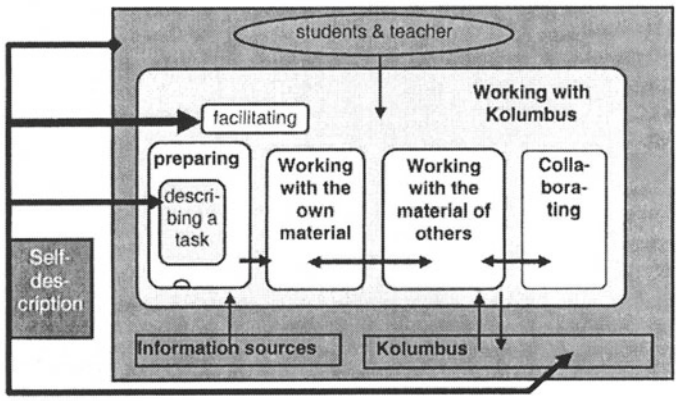 students & teacher
Working with
Kolumbus
facilitating
preparing
descri-
bing a
task
Working
with the
own
material
Working
with the
material of
others
Colla-
bora-
ting
Self-
des-
cription
Information sources
Kolumbus